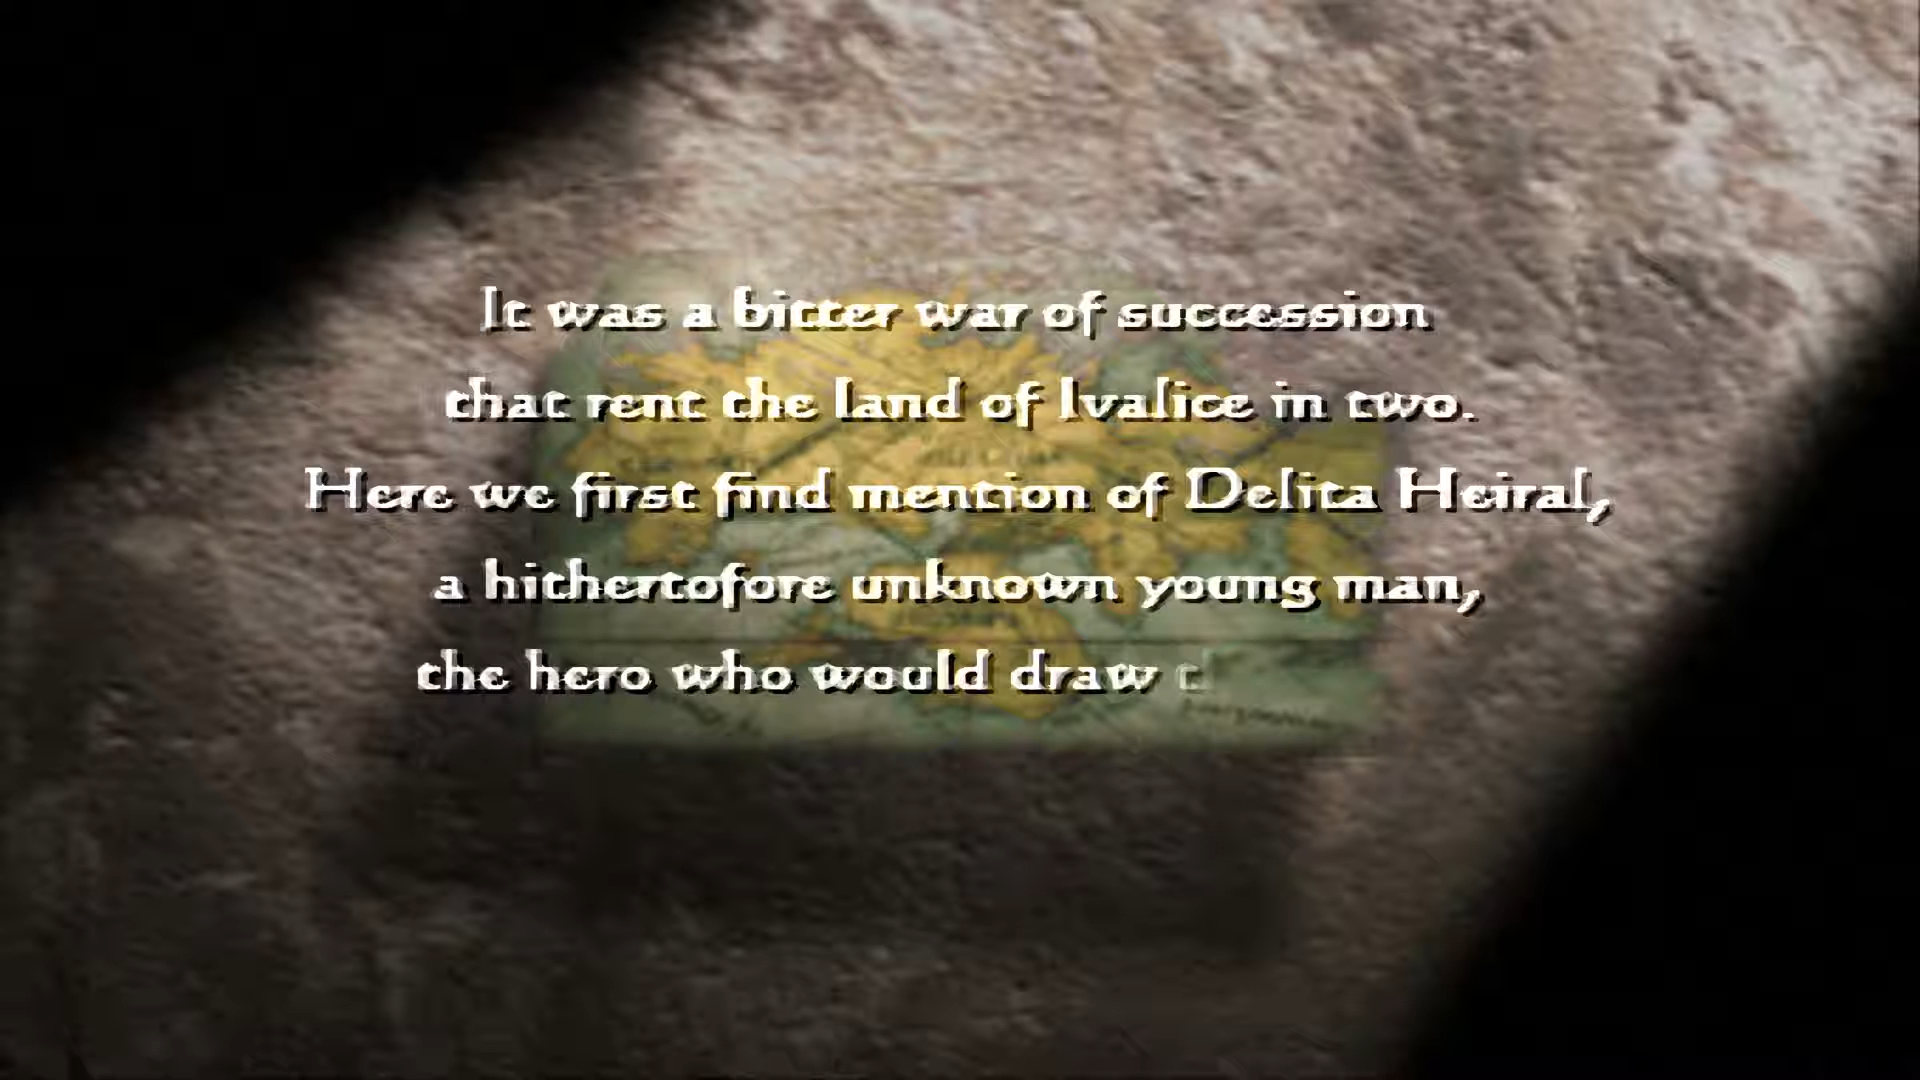 It was a bitter war of succession
that rent the land of Ivalice in two.
Here we first find mention of Delita Heiral,
a hithertofore unknown young man,
the hero who would draw